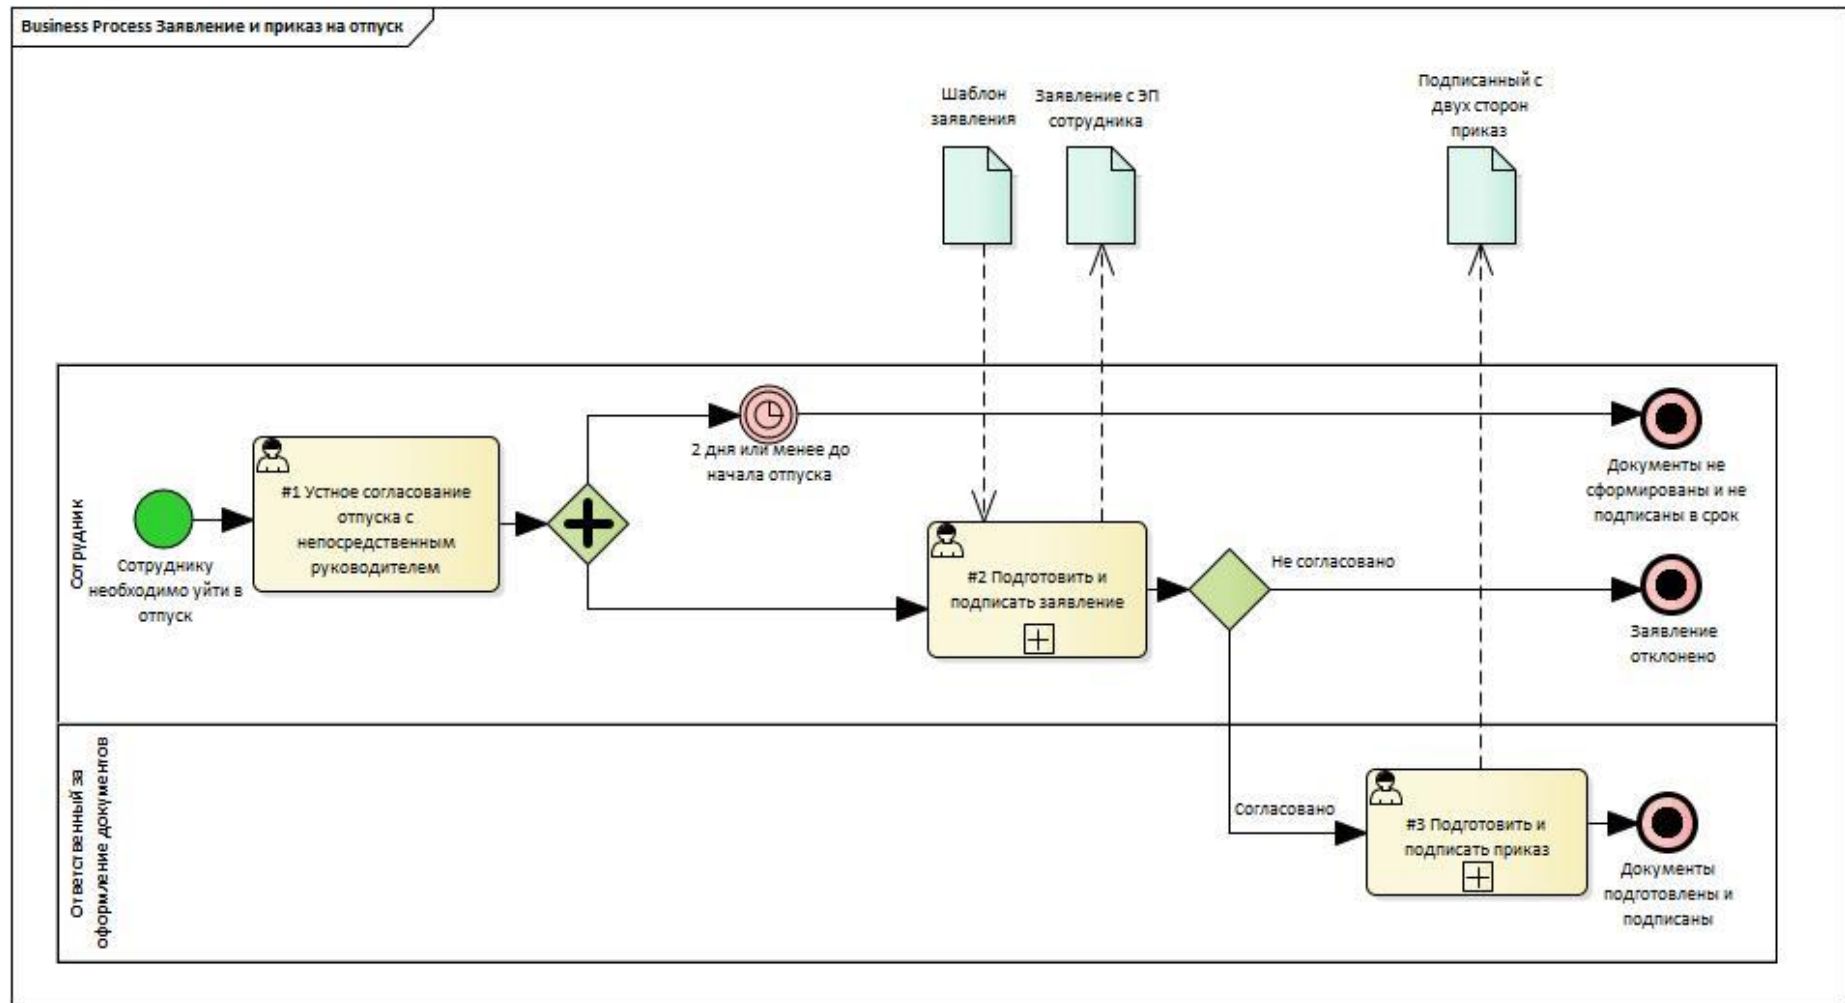 Business Process Заявление и приказ на отпуск
Шаблон
заявления
Заявление с ЭП
сотрудника
Подписанный с
двух сторон
приказ
Сотрудник
Сотруднику
необходимо уйти в
отпуск
#1 Устное согласование
отпуска с
непосредственным
руководителем
2 дня или менее до
начала отпуска
#2 Подготовить и
подписать заявление
Не согласовано
Документы не
сформированы и не
подписаны в срок
Заявление
отклонено
Ответственный за
оформление документов
Согласовано
#3 Подготовить и
подписать приказ
Документы
подготовлены и
подписаны